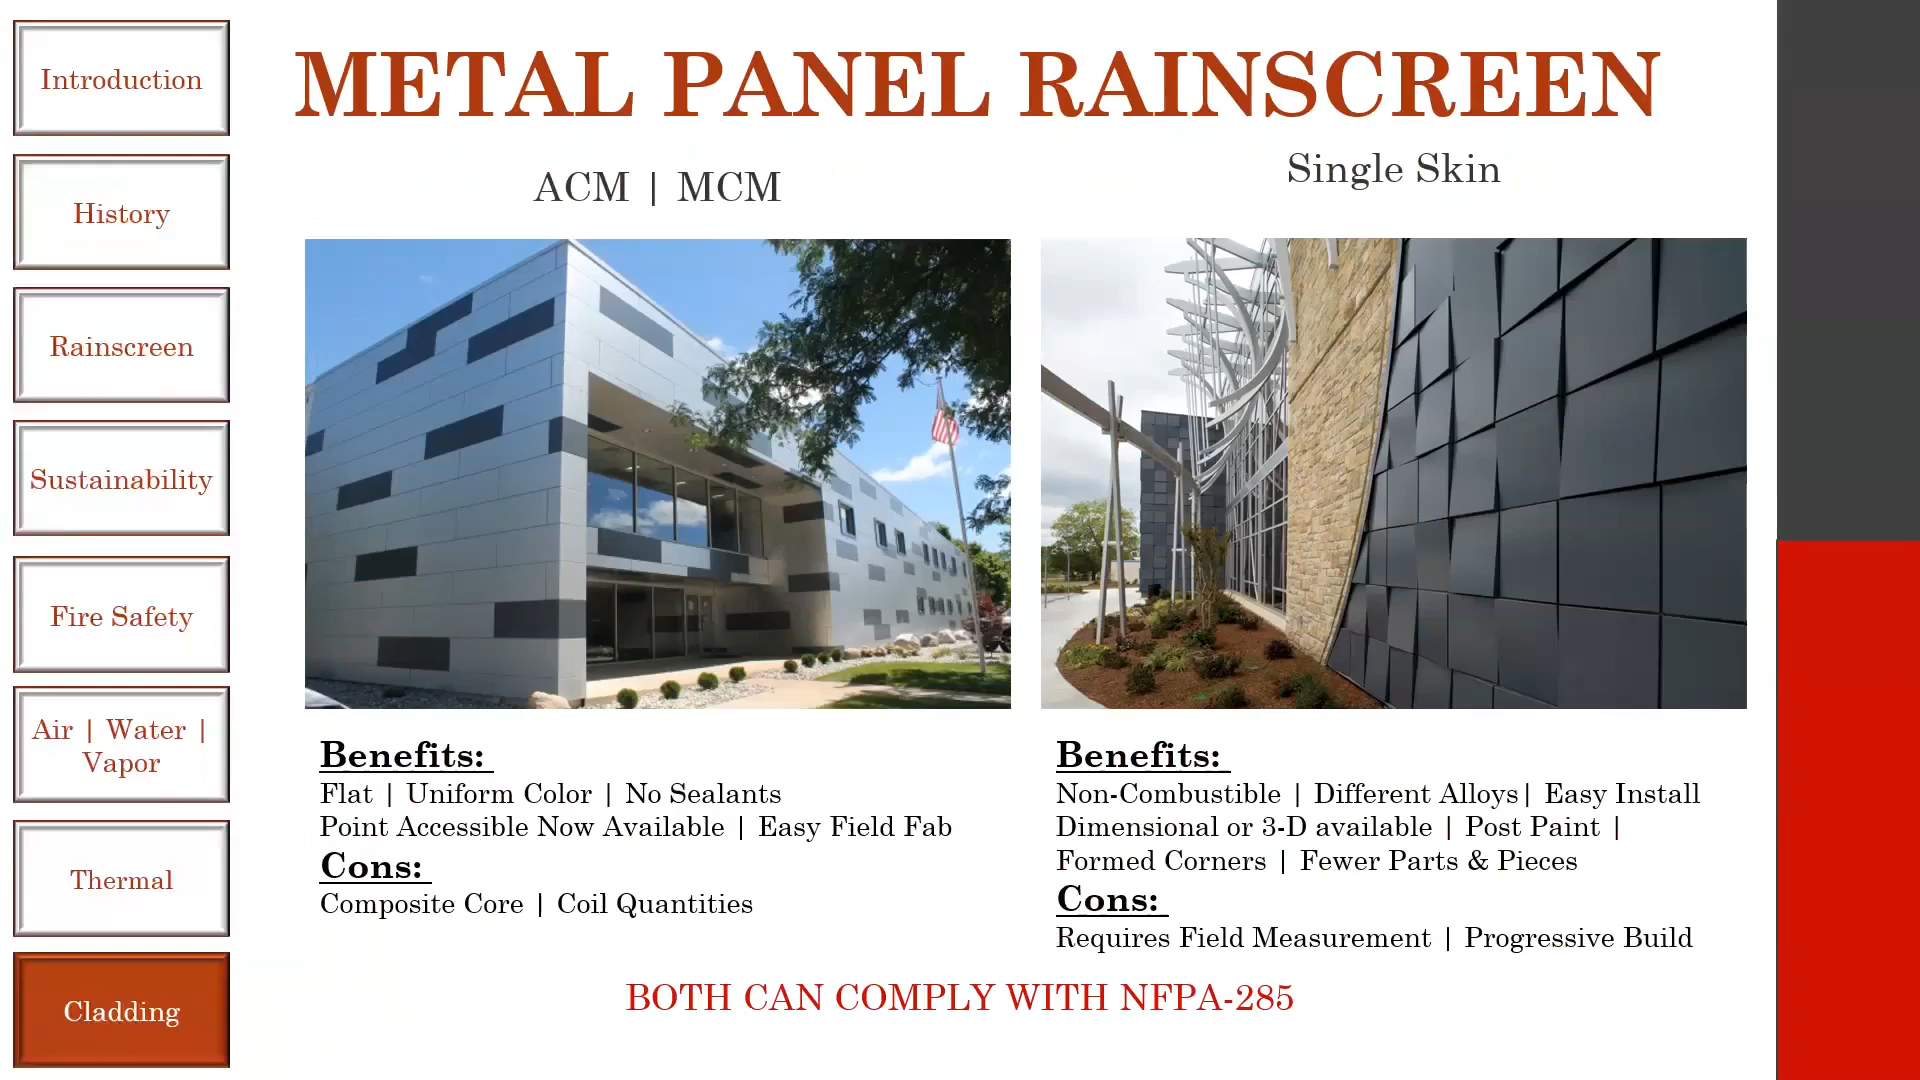 Introduction
History
Rainscreen
Sustainability
Fire Safety
Air | Water |
Vapor
Thermal
Cladding
METAL PANEL RAINSCREEN
ACM | MCM
Benefits:
Flat | Uniform Color | No Sealants
Point Accessible Now Available | Easy Field Fab
Cons:
Composite Core | Coil Quantities
Single Skin
Benefits:
Non-Combustible | Different Alloys| Easy Install
Dimensional or 3-D available | Post Paint |
Formed Corners | Fewer Parts & Pieces
Cons:
Requires Field Measurement | Progressive Build
BOTH CAN COMPLY WITH NFPA-285